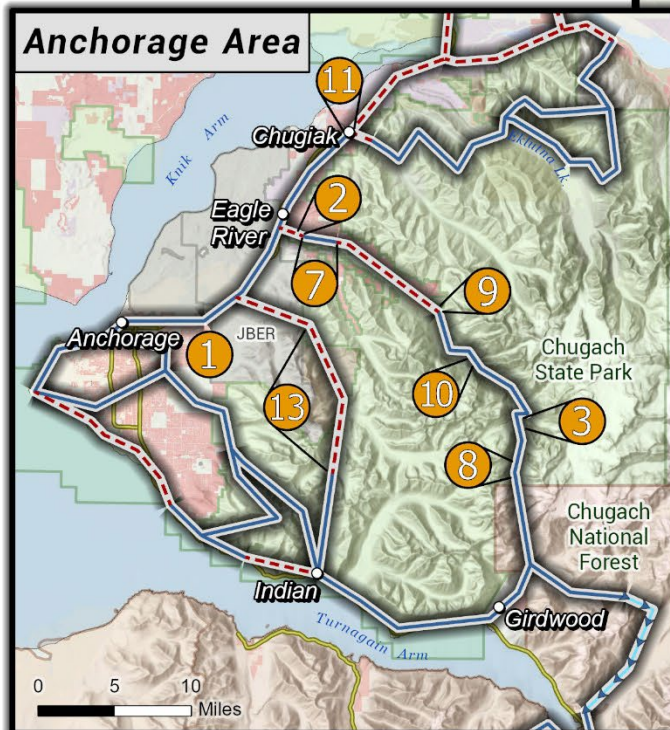 Anchorage Area
11
Chugiak
Knik Arm
Eklutna Lk
2
Eagle
River
7
9
Anchorage
JBER
1
Chugach
State Park
10
13
3
8
Chugach
National
Forest
Indian
Girdwood
Turnagain Arm
0 5 10
Miles